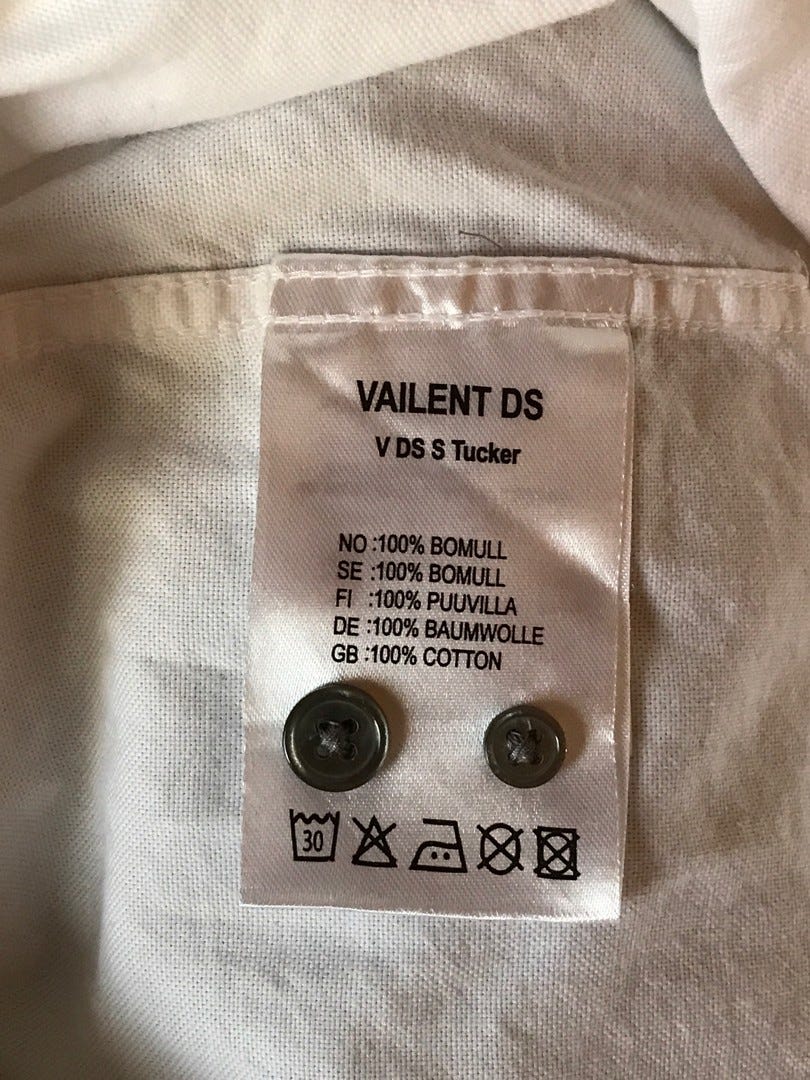 VAILENT DS
V DS S Tucker
NO :100% BOMULL
SE :100% BOMULL
FI :100% PUUVILLA
DE :100% BAUMWOLLE
GB :100% COTTON
30